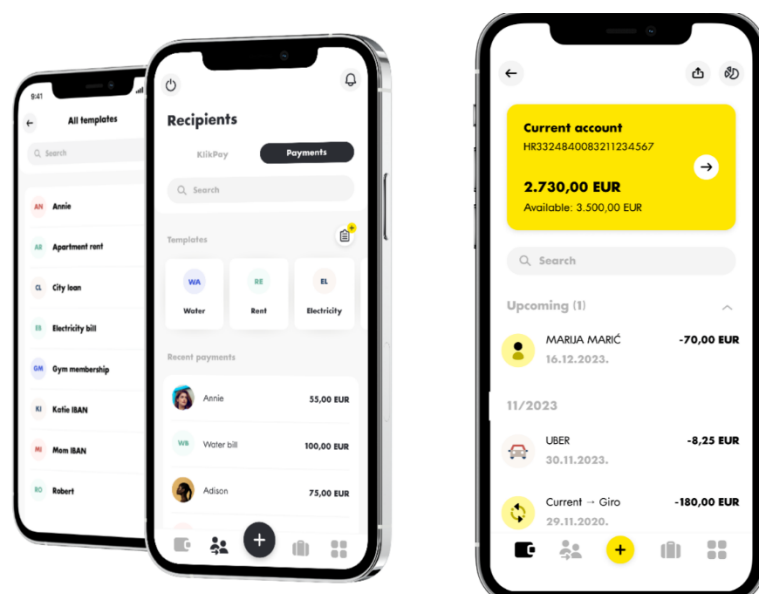 9:41
All templates
Search
AN Annie
AR Apartment rent
CL City loan
EB Electricity bill
GM Gym membership
KI Katie IBAN
MI Mom IBAN
RO Robert
Recipients
KlikPay Payments
Search
Templates
WA RE EL
Water Rent Electricity
Recent payments
Annie 55,00 EUR
WB Water bill 100,00 EUR
Adison 75,00 EUR
Current account
HR3324840083211234567
2.730,00 EUR
Available: 3.500,00 EUR
Search
Upcoming (1)
MARIJA MARIĆ -70,00 EUR
16.12.2023.
11/2023
UBER -8,25 EUR
30.11.2023.
Current → Giro -180,00 EUR
29.11.2020.